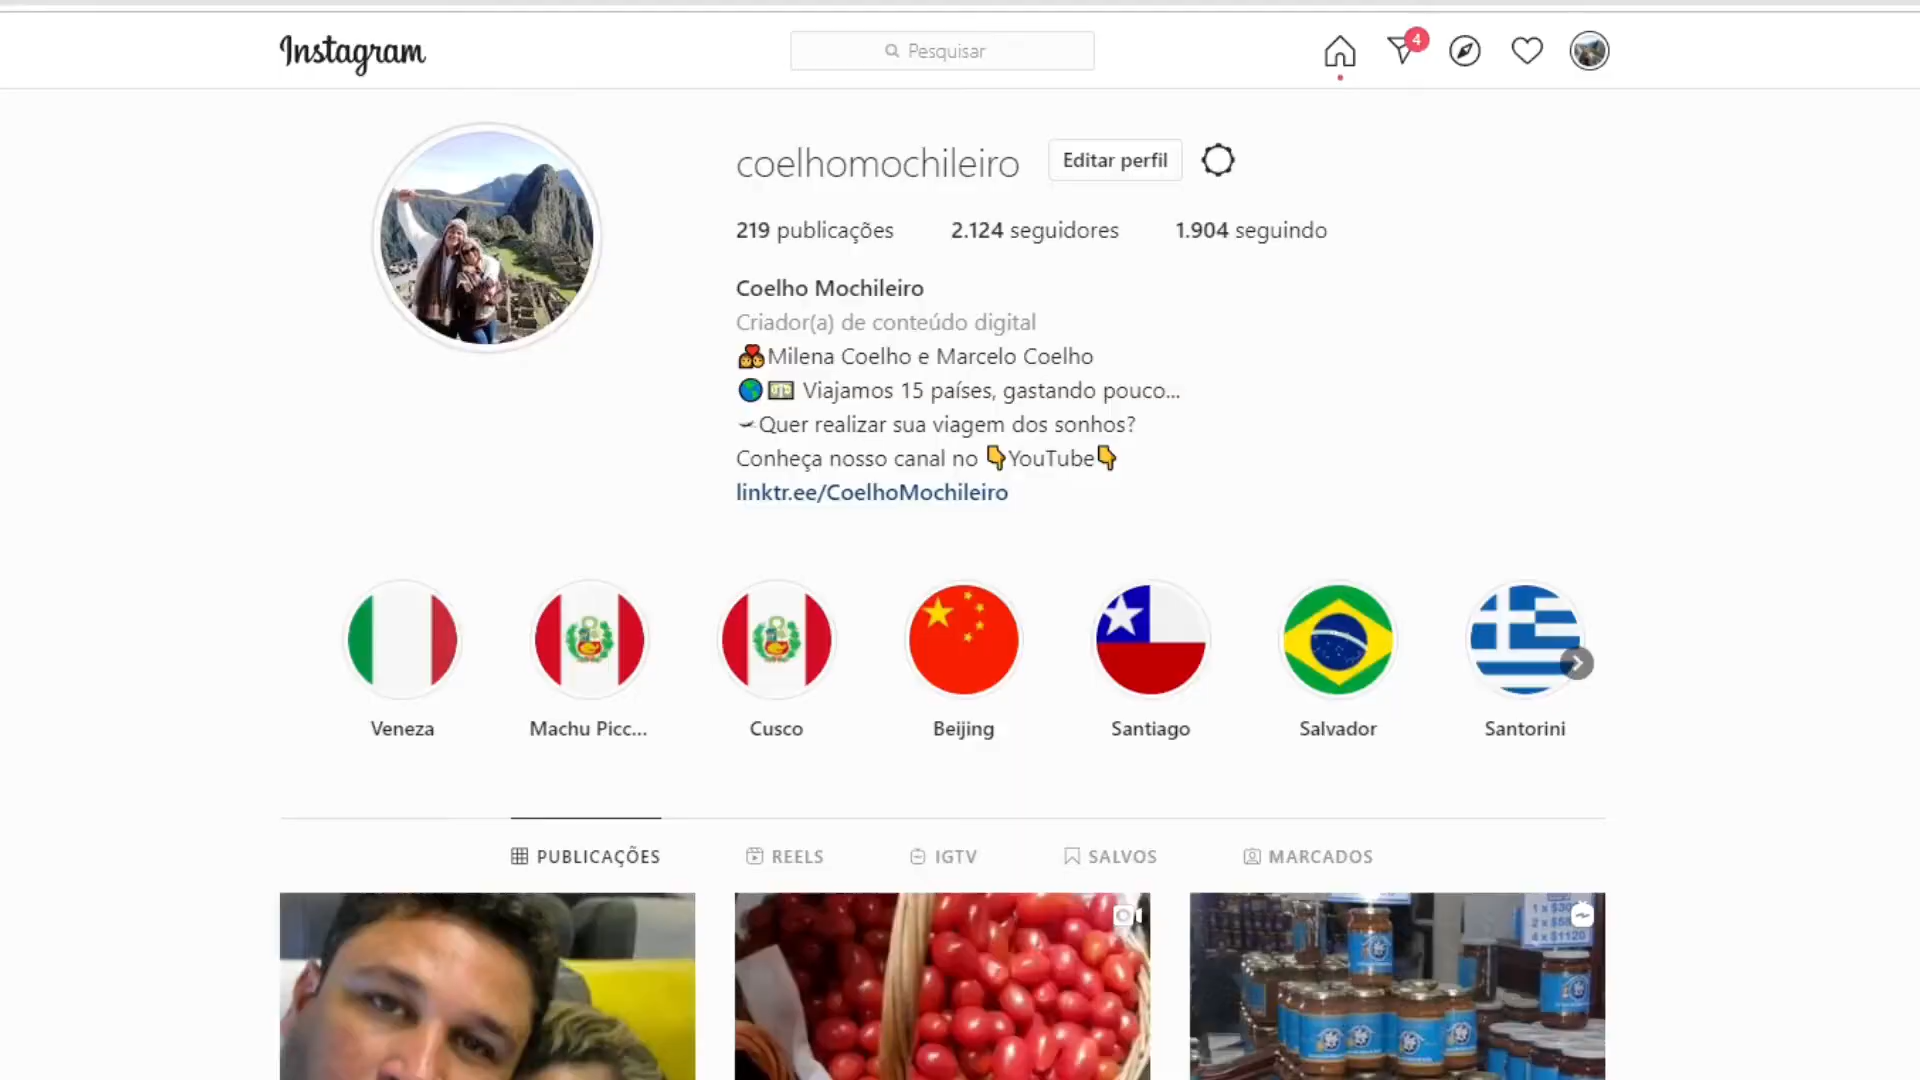 Instagram
Pesquisar
4
coelhomochileiro
Editar perfil
219 publicações
2.124 seguidores
1.904 seguindo
Coelho Mochileiro
Criador(a) de conteúdo digital
Milena Coelho e Marcelo Coelho
Viajamos 15 países, gastando pouco...
Quer realizar sua viagem dos sonhos?
Conheça nosso canal no 👇YouTube👇
linktr.ee/CoelhoMochileiro
Veneza
Machu Picc...
Cusco
Beijing
Santiago
Salvador
Santorini
PUBLICAÇÕES
REELS
IGTV
SALVOS
MARCADOS
4 x $1120